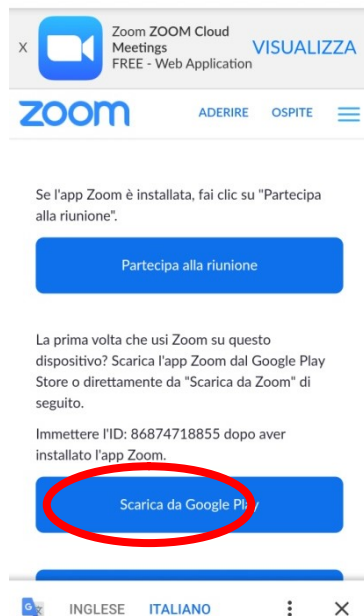 Zoom ZOOM Cloud
X
Meetings
VISUALIZZA
FREE - Web Application
zoom
ADERIRE OSPITE
Se l'app Zoom è installata, fai clic su "Partecipa
alla riunione".
Partecipa alla riunione
La prima volta che usi Zoom su questo
dispositivo? Scarica l'app Zoom dal Google Play
Store o direttamente da "Scarica da Zoom" di
seguito.
Immettere l'ID: 86874718855 dopo aver
installato l'app Zoom.
Scarica da Google Play
G
INGLESE ITALIANO